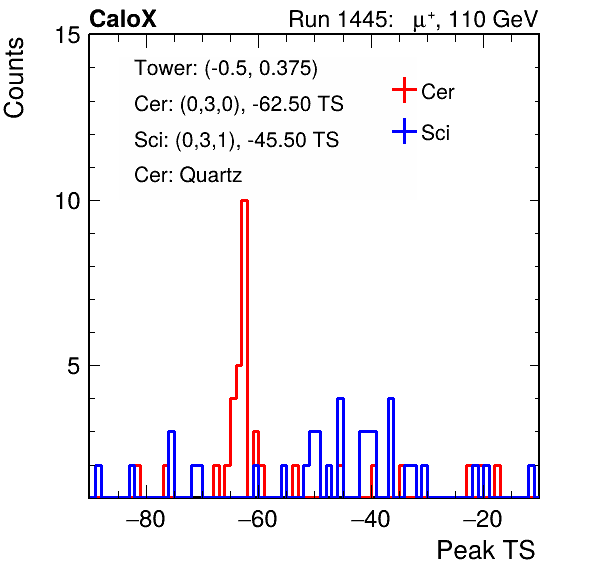 CaloX Run 1445: μ⁺, 110 GeV
Counts
15
10
5
Tower: (-0.5, 0.375)
Cer: (0,3,0), -62.50 TS
Sci: (0,3,1), -45.50 TS
Cer: Quartz
Cer
Sci
−80 −60 −40 −20
Peak TS